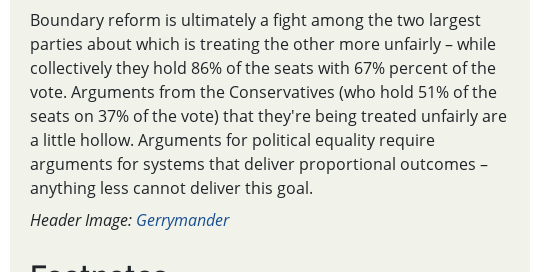 Boundary reform is ultimately a fight among the two largest
parties about which is treating the other more unfairly – while
collectively they hold 86% of the seats with 67% percent of the
vote. Arguments from the Conservatives (who hold 51% of the
seats on 37% of the vote) that they're being treated unfairly are
a little hollow. Arguments for political equality require
arguments for systems that deliver proportional outcomes –
anything less cannot deliver this goal.
Header Image: Gerrymander
Footnotes